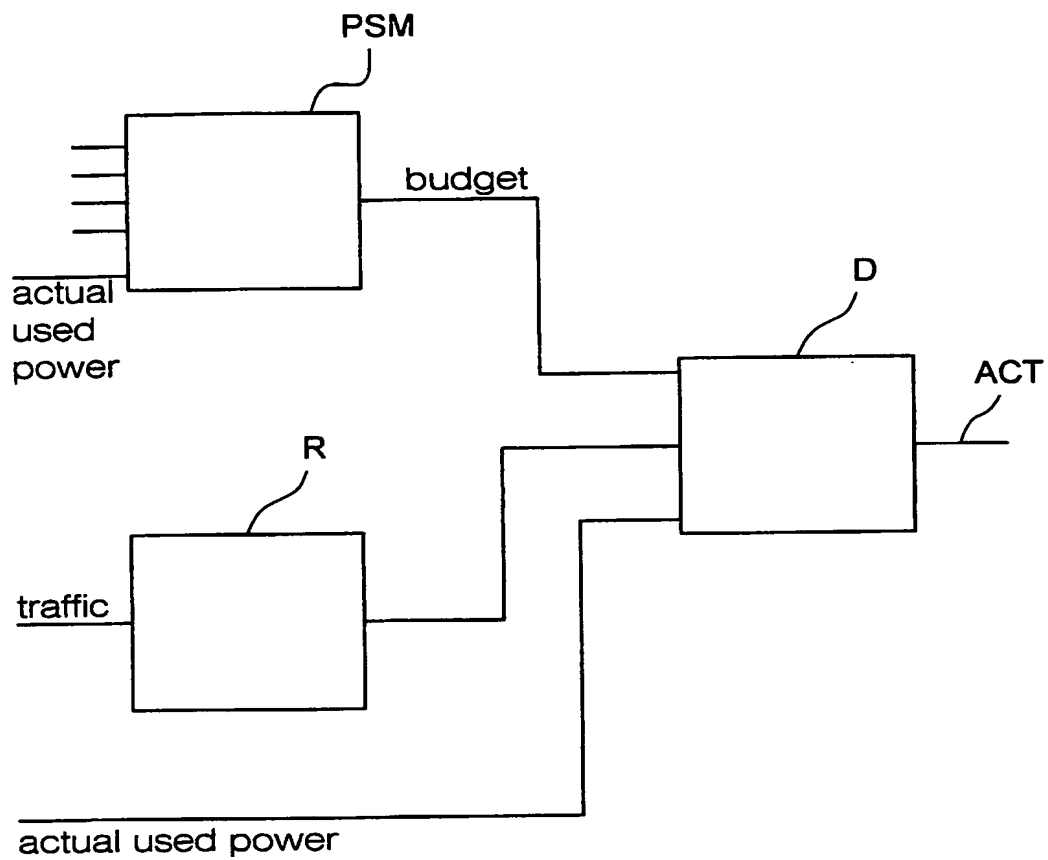 PSM
budget
actual
used
power
D
ACT
R
traffic
actual used power